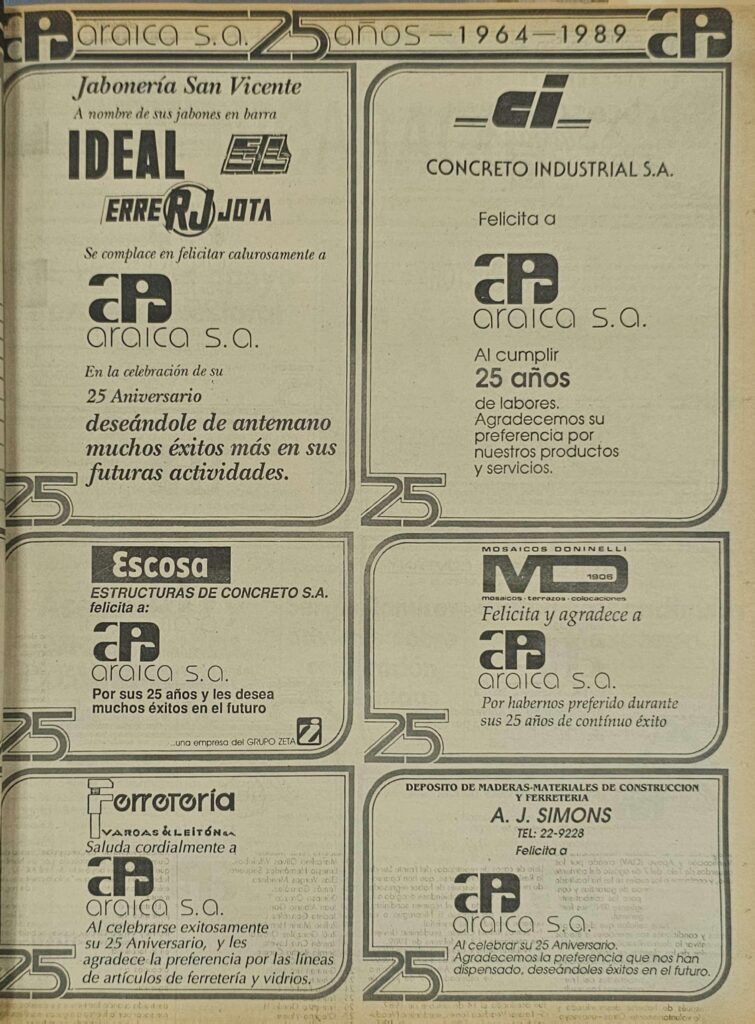 araica s.a. 25 años — 1964 — 1989
Jabonería San Vicente
A nombre de sus jabones en barra
IDEAL
ERRE RJ JOTA
Se complace en felicitar calurosamente a
araica s.a.
En la celebración de su
25 Aniversario
deseándole de antemano
muchos éxitos más en sus
futuras actividades.
25
ci
CONCRETO INDUSTRIAL S.A.
Felicita a
araica s.a.
Al cumplir
25 años
de labores.
Agradecemos su
preferencia por
nuestros productos
y servicios.
25
Escosa
ESTRUCTURAS DE CONCRETO S.A.
felicita a:
araica s.a.
Por sus 25 años y les desea
muchos éxitos en el futuro
...una empresa del GRUPO ZETA
25
MOSAICOS DONINELLI
MD 1906
mosaicos - terrazos - colocaciones
Felicita y agradece a
araica s.a.
Por habernos preferido durante
sus 25 años de contínuo éxito
25
Ferretería
VARGAS & LEITÓN s.a.
Saluda cordialmente a
araica s.a.
Al celebrarse exitosamente
su 25 Aniversario, y les
agradece la preferencia por las líneas
de artículos de ferretería y vidrios.
25
DEPOSITO DE MADERAS-MATERIALES DE CONSTRUCCION
Y FERRETERIA
A. J. SIMONS
TEL: 22-9228
Felicita a
araica s.a.
Al celebrar su 25 Aniversario.
Agradecemos la preferencia que nos han
dispensado, deseándoles éxitos en el futuro.
25